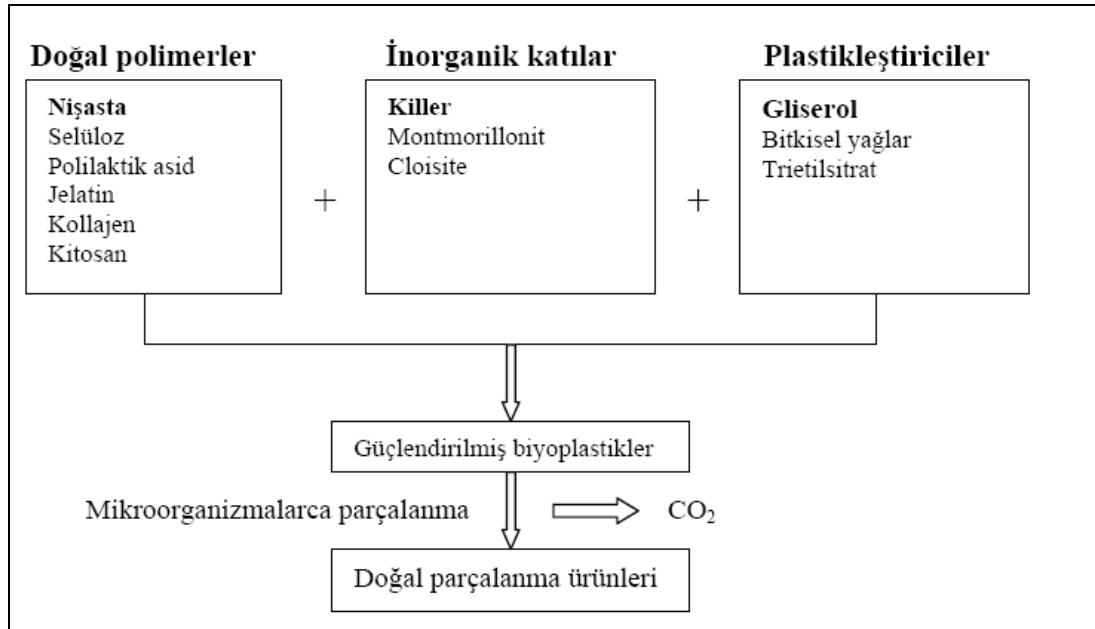 Doğal polimerler
Nişasta
Selüloz
Polilaktik asid
Jelatin
Kollajen
Kitosan
+
İnorganik katılar
Killer
Montmorillonit
Cloisite
+
Plastikleştiriciler
Gliserol
Bitkisel yağlar
Trietilsitrat
Güçlendirilmiş biyoplastikler
Mikroorganizmalarca parçalanma
CO₂
Doğal parçalanma ürünleri